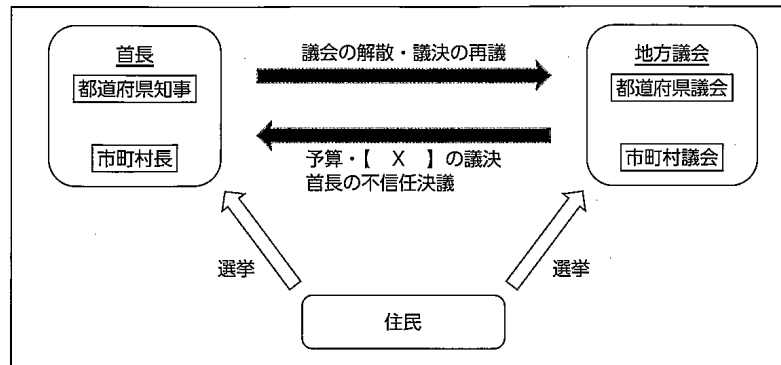 首長
都道府県知事
市町村長
議会の解散・議決の再議
予算・【 X 】の議決
首長の不信任決議
地方議会
都道府県議会
市町村議会
選挙
選挙
住民